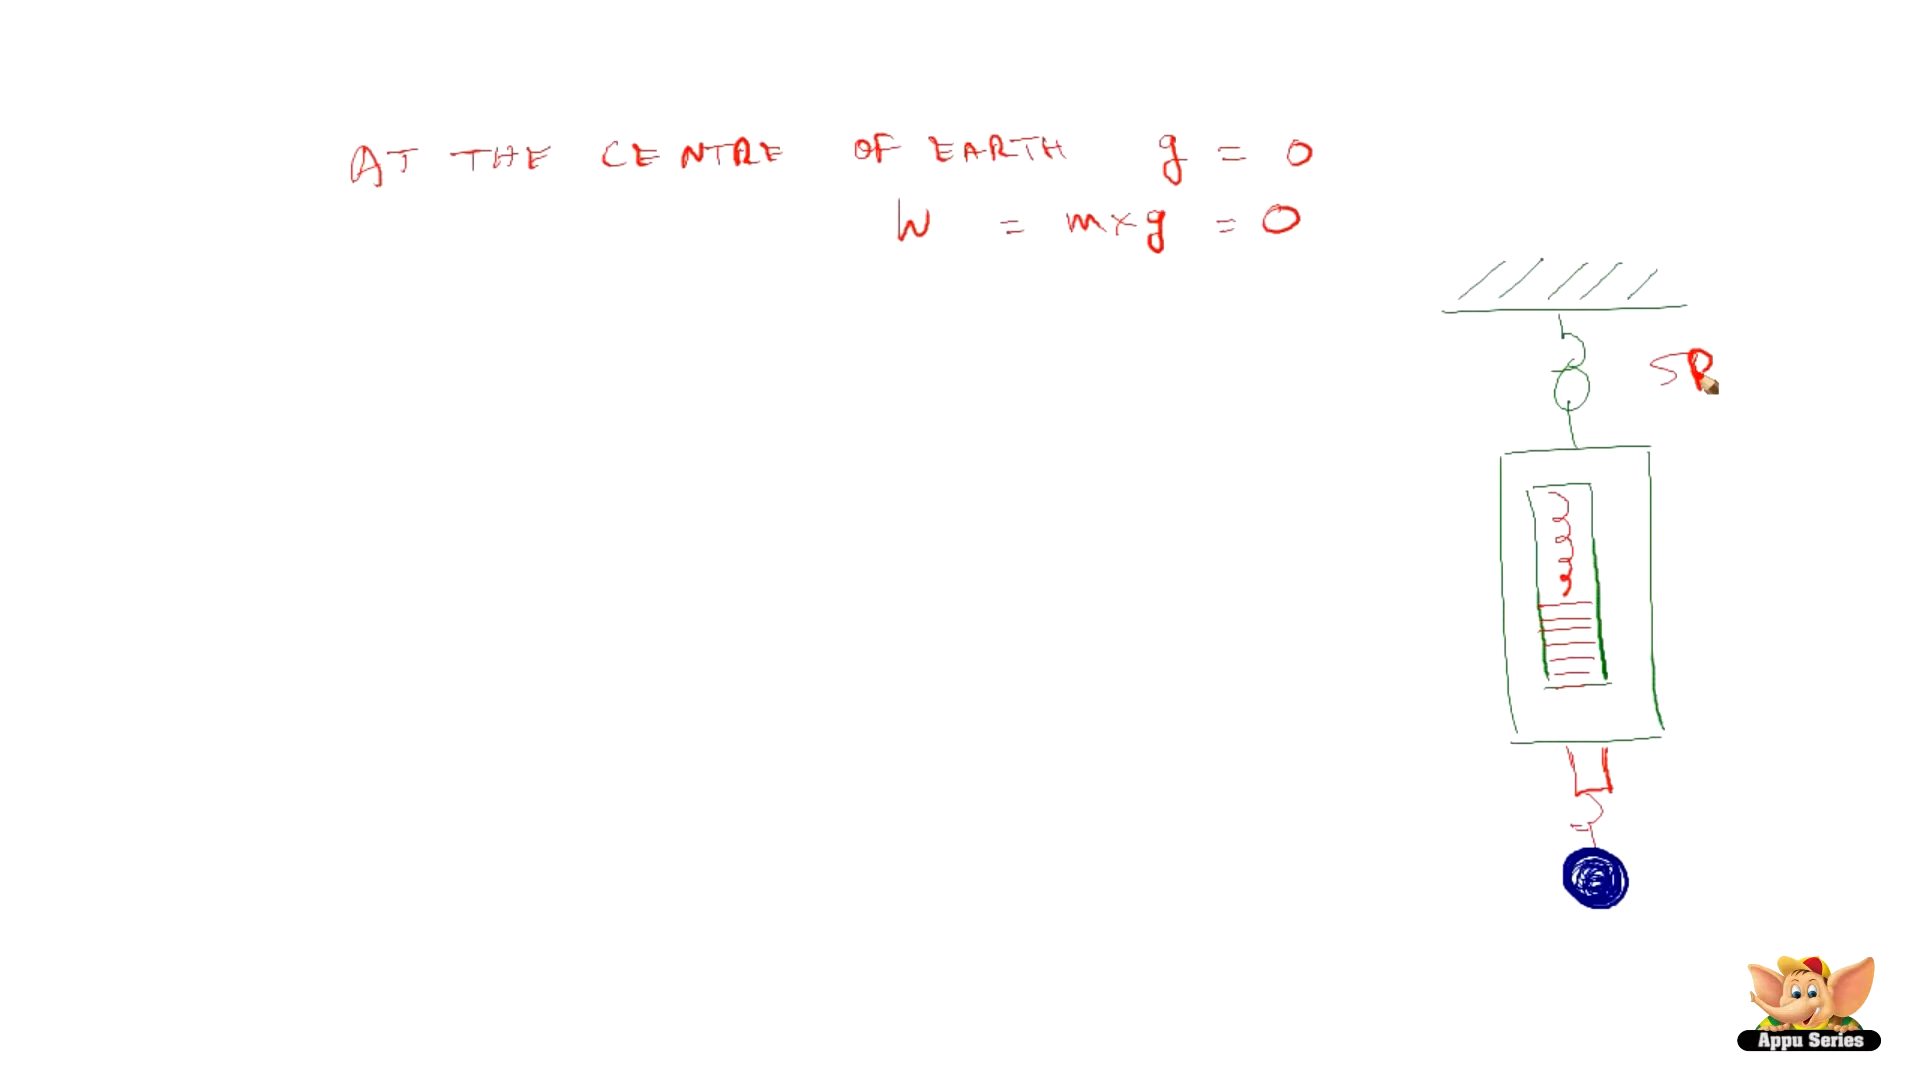 AT THE CENTRE OF EARTH g = 0
W = m×g = 0
SP
Appu Series